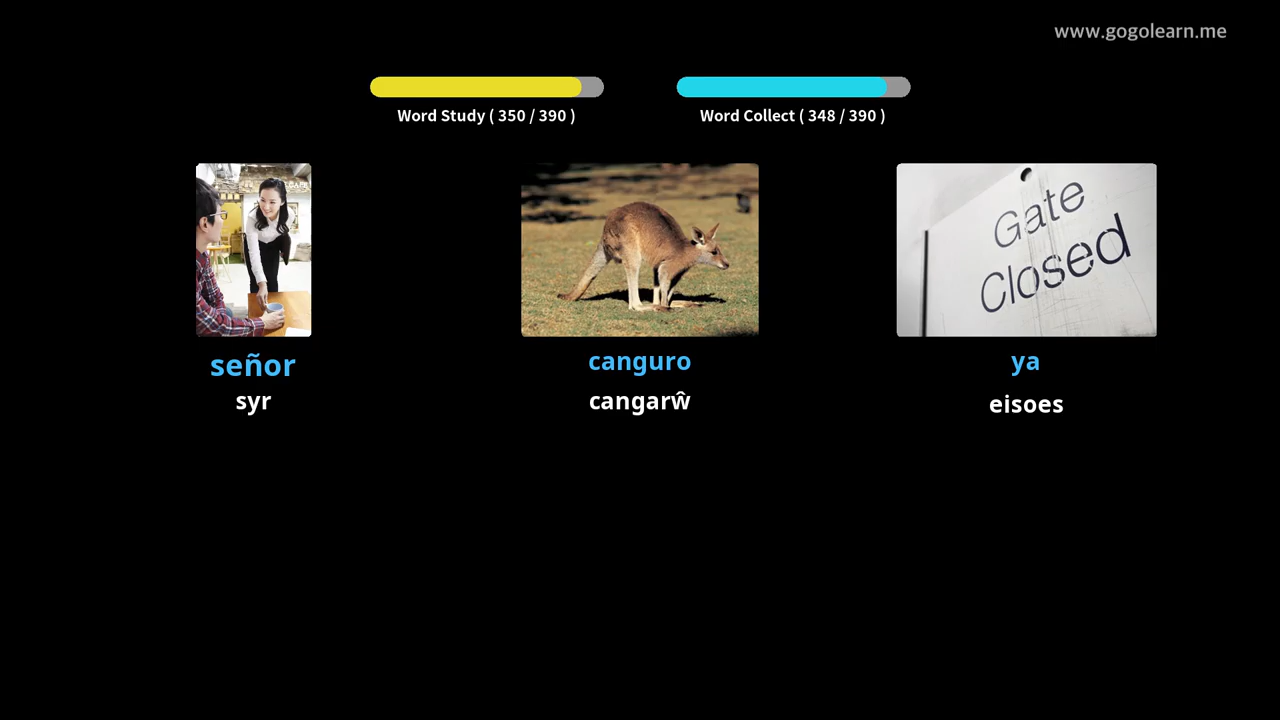 www.gogolearn.me
Word Study ( 350 / 390 )
Word Collect ( 348 / 390 )
Gate
Closed
señor
canguro
ya
syr
cangarŵ
eisoes